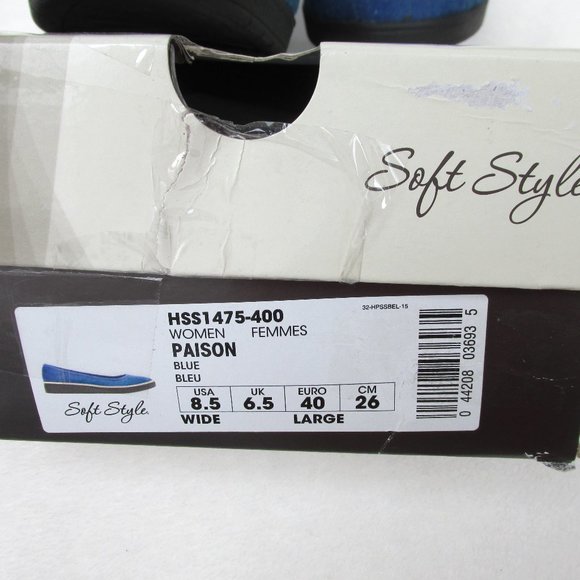 Soft Style
32-HPSSBEL-15
HSS1475-400
WOMEN FEMMES
PAISON
BLUE
BLEU
USA UK EURO CM
8.5 6.5 40 26
WIDE LARGE
Soft Style.
0 44208 03693 5